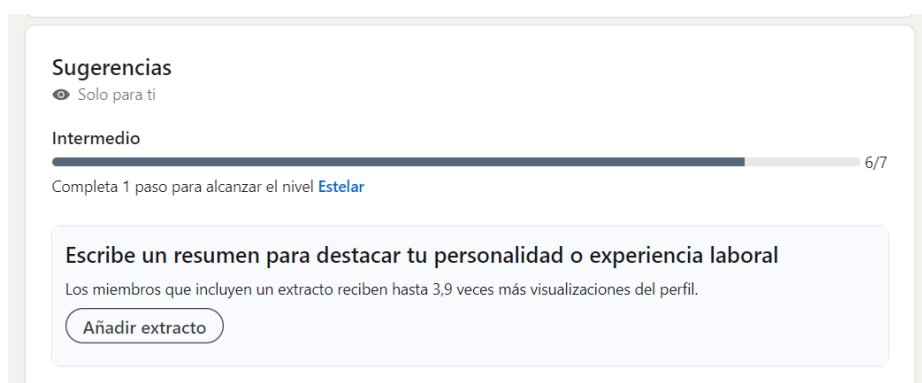 Sugerencias
Solo para ti
Intermedio
6/7
Completa 1 paso para alcanzar el nivel Estelar
Escribe un resumen para destacar tu personalidad o experiencia laboral
Los miembros que incluyen un extracto reciben hasta 3,9 veces más visualizaciones del perfil.
Añadir extracto